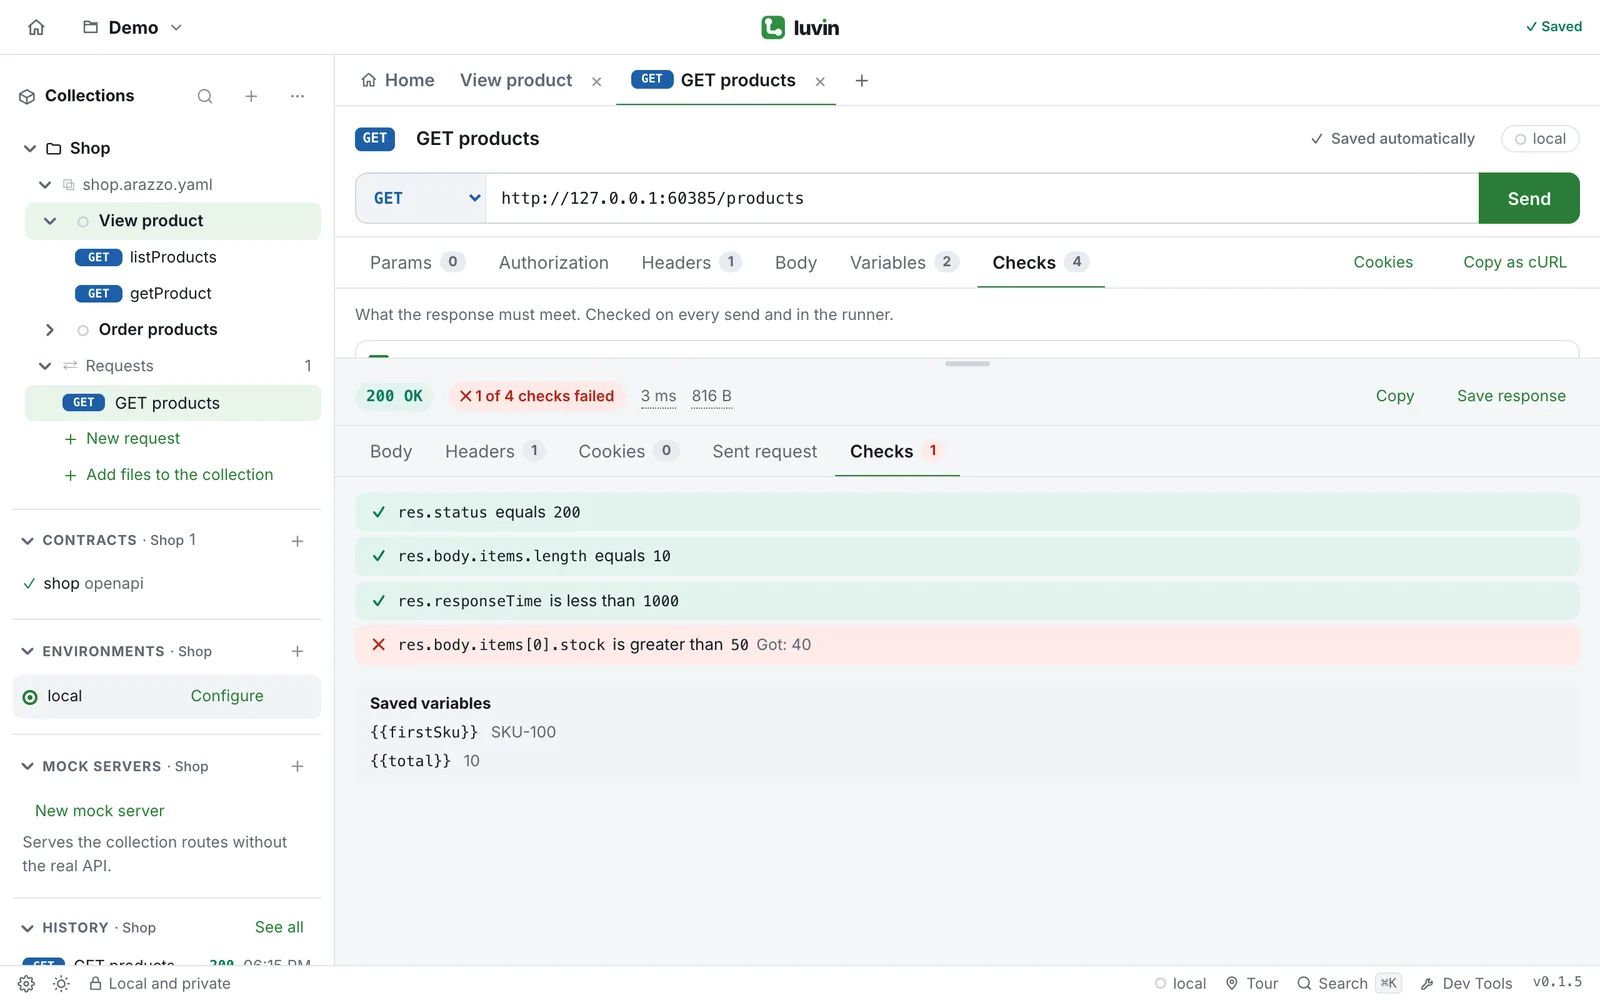 Demo
luvin
Saved
Collections
Shop
shop.arazzo.yaml
View product
GET listProducts
GET getProduct
Order products
Requests 1
GET GET products
+ New request
+ Add files to the collection
CONTRACTS · Shop 1
shop openapi
ENVIRONMENTS · Shop
local Configure
MOCK SERVERS · Shop
New mock server
Serves the collection routes without
the real API.
HISTORY · Shop See all
GET GET products 200 06:15 PM
Home View product GET GET products
GET GET products Saved automatically local
GET http://127.0.0.1:60385/products Send
Params 0 Authorization Headers 1 Body Variables 2 Checks 4 Cookies Copy as cURL
What the response must meet. Checked on every send and in the runner.
200 OK 1 of 4 checks failed 3 ms 816 B Copy Save response
Body Headers 1 Cookies 0 Sent request Checks 1
res.status equals 200
res.body.items.length equals 10
res.responseTime is less than 1000
res.body.items[0].stock is greater than 50 Got: 40
Saved variables
{{firstSku}} SKU-100
{{total}} 10
Local and private local Tour Search ⌘K Dev Tools v0.1.5